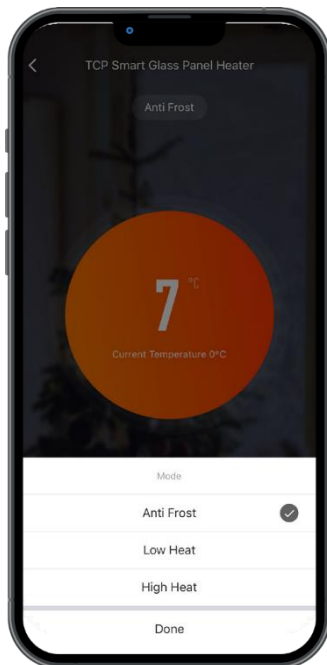 TCP Smart Glass Panel Heater
Anti Frost
7 °C
Current Temperature 0°C
Mode
Anti Frost
Low Heat
High Heat
Done